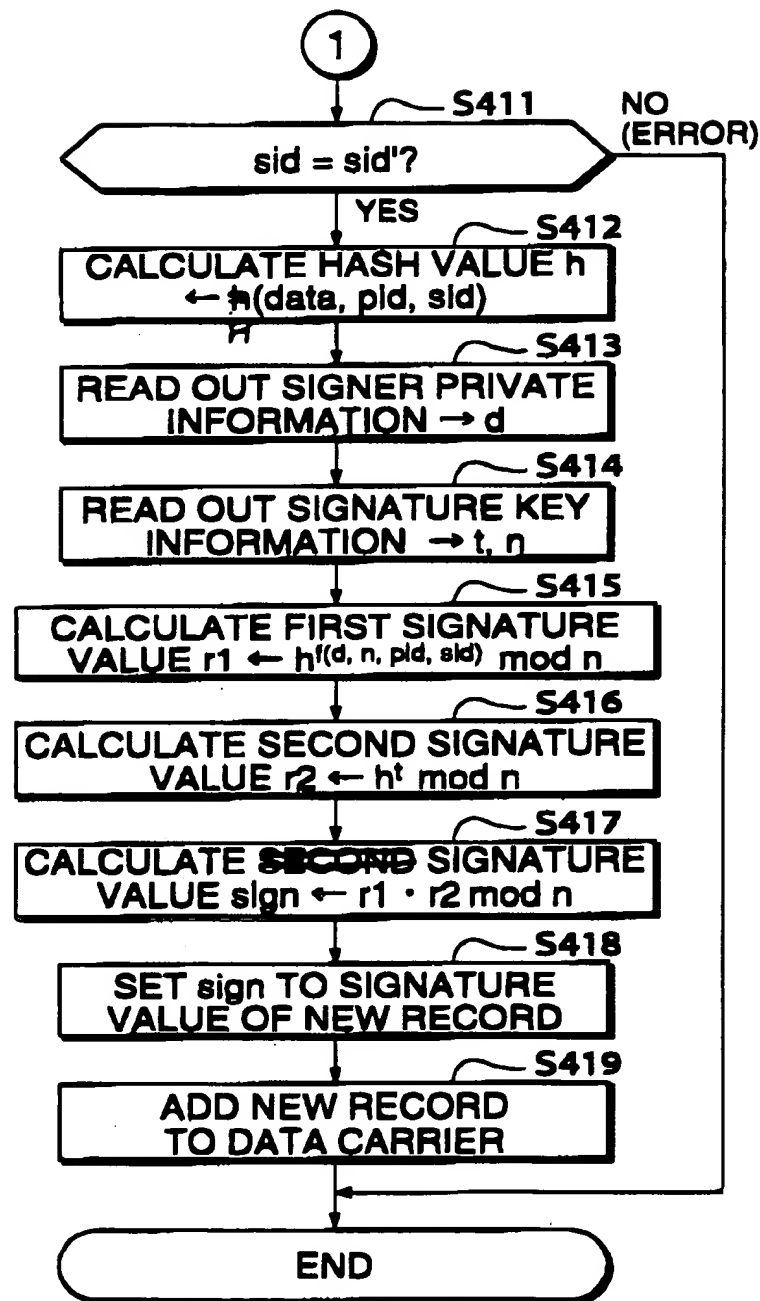 1
S411
NO
(ERROR)
sid = sid'?
YES
S412
CALCULATE HASH VALUE h
← h(data, pid, sid)
H
S413
READ OUT SIGNER PRIVATE
INFORMATION → d
S414
READ OUT SIGNATURE KEY
INFORMATION → t, n
S415
CALCULATE FIRST SIGNATURE
VALUE r1 ← h^f(d, n, pid, sid) mod n
S416
CALCULATE SECOND SIGNATURE
VALUE r2 ← h^t mod n
S417
CALCULATE SECOND SIGNATURE
VALUE sign ← r1 · r2 mod n
S418
SET sign TO SIGNATURE
VALUE OF NEW RECORD
S419
ADD NEW RECORD
TO DATA CARRIER
END